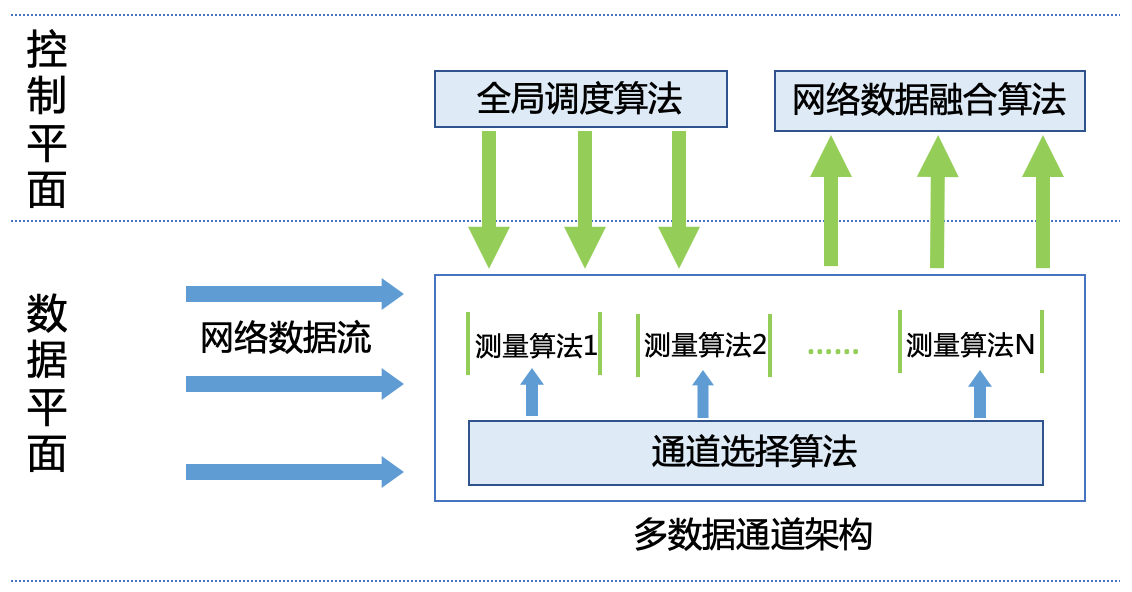 控制平面
全局调度算法
网络数据融合算法
数据平面
网络数据流
测量算法1
测量算法2
......
测量算法N
通道选择算法
多数据通道架构